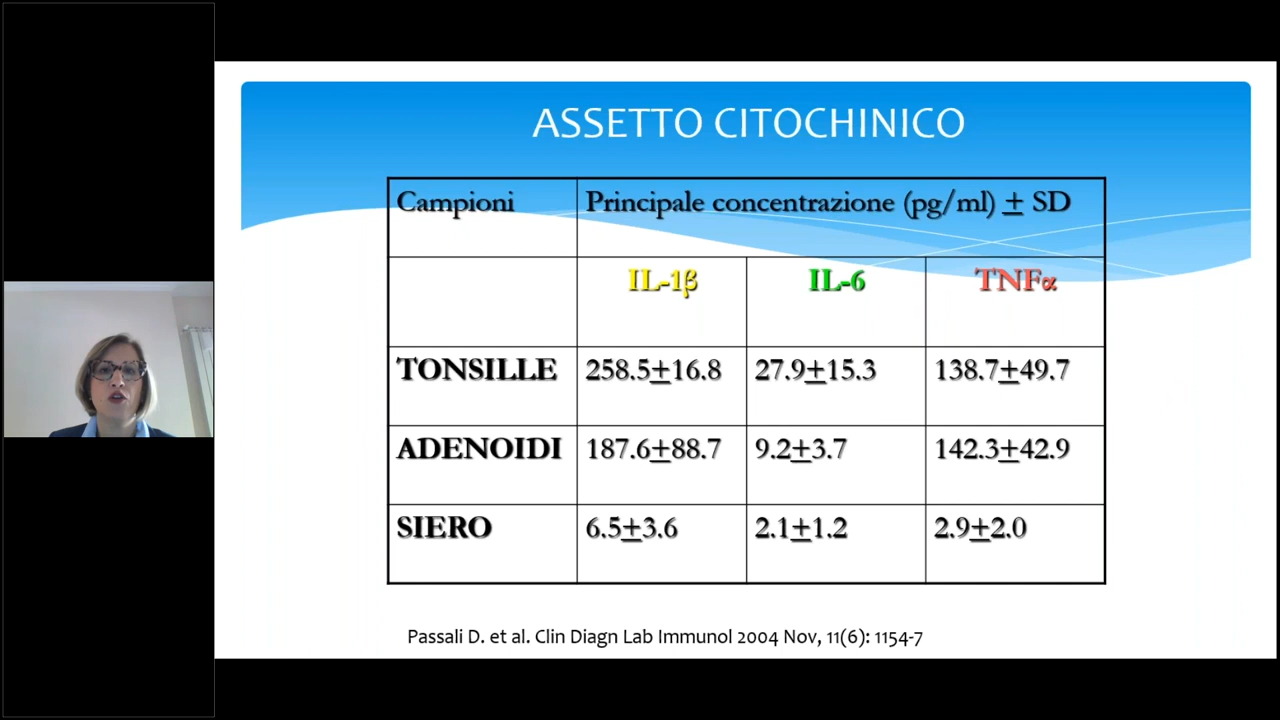 ASSETTO CITOCHINICO
Campioni Principale concentrazione (pg/ml) ± SD
IL-1β IL-6 TNFα
TONSILLE 258.5±16.8 27.9±15.3 138.7±49.7
ADENOIDI 187.6±88.7 9.2±3.7 142.3±42.9
SIERO 6.5±3.6 2.1±1.2 2.9±2.0
Passali D. et al. Clin Diagn Lab Immunol 2004 Nov, 11(6): 1154-7